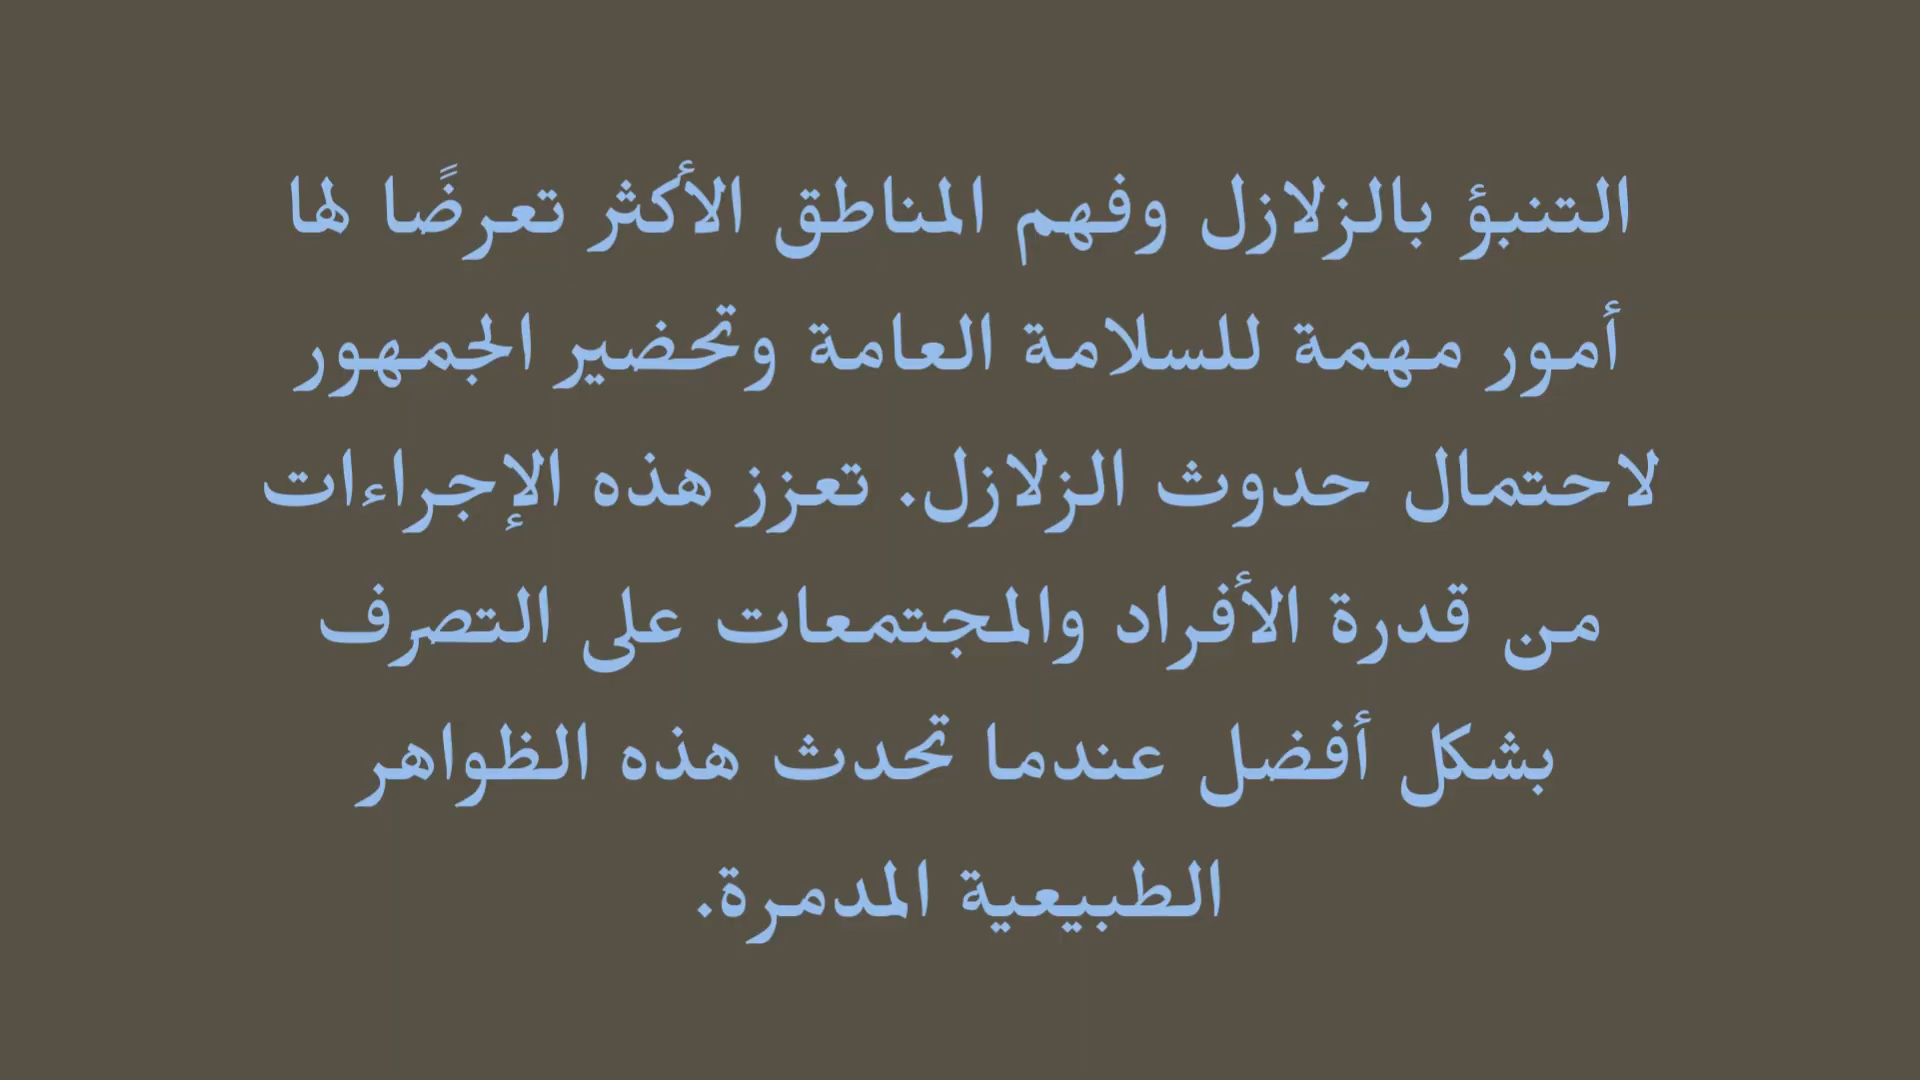 التنبؤ بالزلازل وفهم المناطق الأكثر تعرضًا لها
أمور مهمة للسلامة العامة وتحضير الجمهور
لاحتمال حدوث الزلازل. تعزز هذه الإجراءات
من قدرة الأفراد والمجتمعات على التصرف
بشكل أفضل عندما تحدث هذه الظواهر
الطبيعية المدمرة.